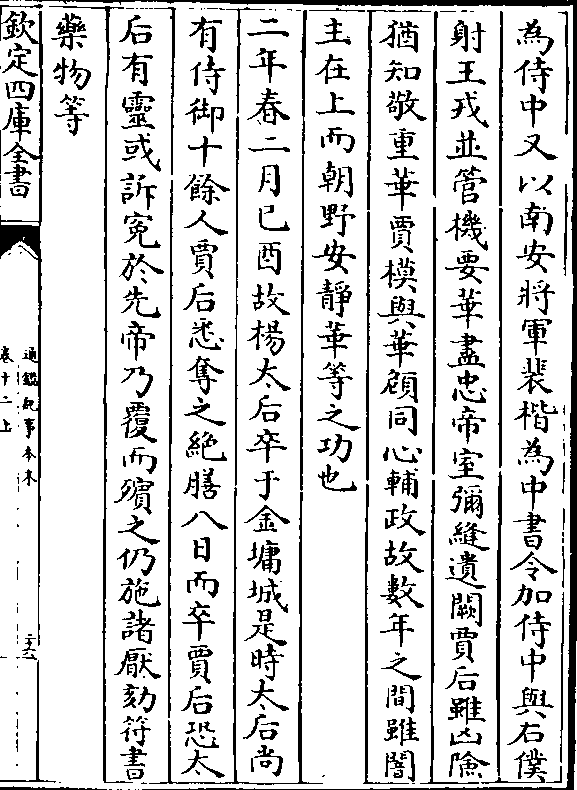 為侍中又以南安將軍裴楷為中書令加侍中與右僕
射王戎並管機要華盡忠帝室彌縫遺闕賈后雖凶險
猶知敬重華賈模與華頠同心輔政故數年之間雖闇
主在上而朝野安靜華等之功也
二年春二月己酉故楊太后卒于金墉城是時太后尚
有侍御十餘人賈后悉奪之絶膳八日而卒賈后恐太
后有靈或訴冤於先帝乃覆而殯之仍施諸厭劾符書
藥物等
欽定四庫全書
通鑑紀事本末
卷十二上